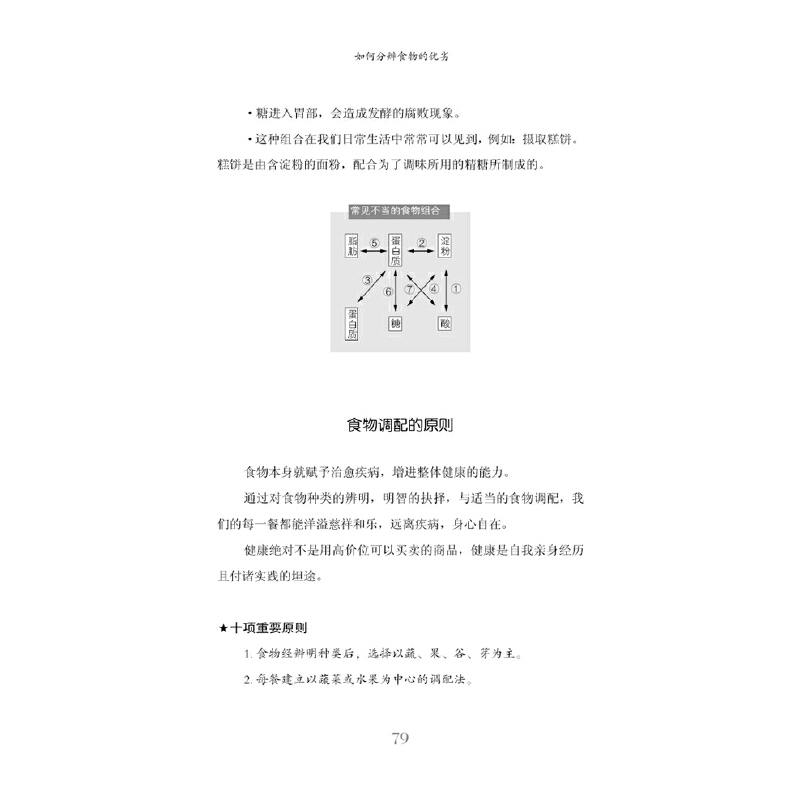 如何分辨食物的优劣
·糖进入胃部，会造成发酵的腐败现象。
·这种组合在我们日常生活中常常可以见到，例如：摄取糕饼。
糕饼是由含淀粉的面粉，配合为了调味所用的精糖所制成的。
常见不当的食物组合
脂肪 ⑤ 蛋白质 ② 淀粉
③ ⑥ ⑦ ④ ①
蛋白质 糖 酸
食物调配的原则
食物本身就赋予治愈疾病，增进整体健康的能力。
通过对食物种类的辨明，明智的抉择，与适当的食物调配，我
们的每一餐都能洋溢慈祥和乐，远离疾病，身心自在。
健康绝对不是用高价位可以买卖的商品，健康是自我亲身经历
且付诸实践的坦途。
★十项重要原则
1. 食物经辨明种类后，选择以蔬、果、谷、芽为主。
2. 每餐建立以蔬菜或水果为中心的调配法。
79